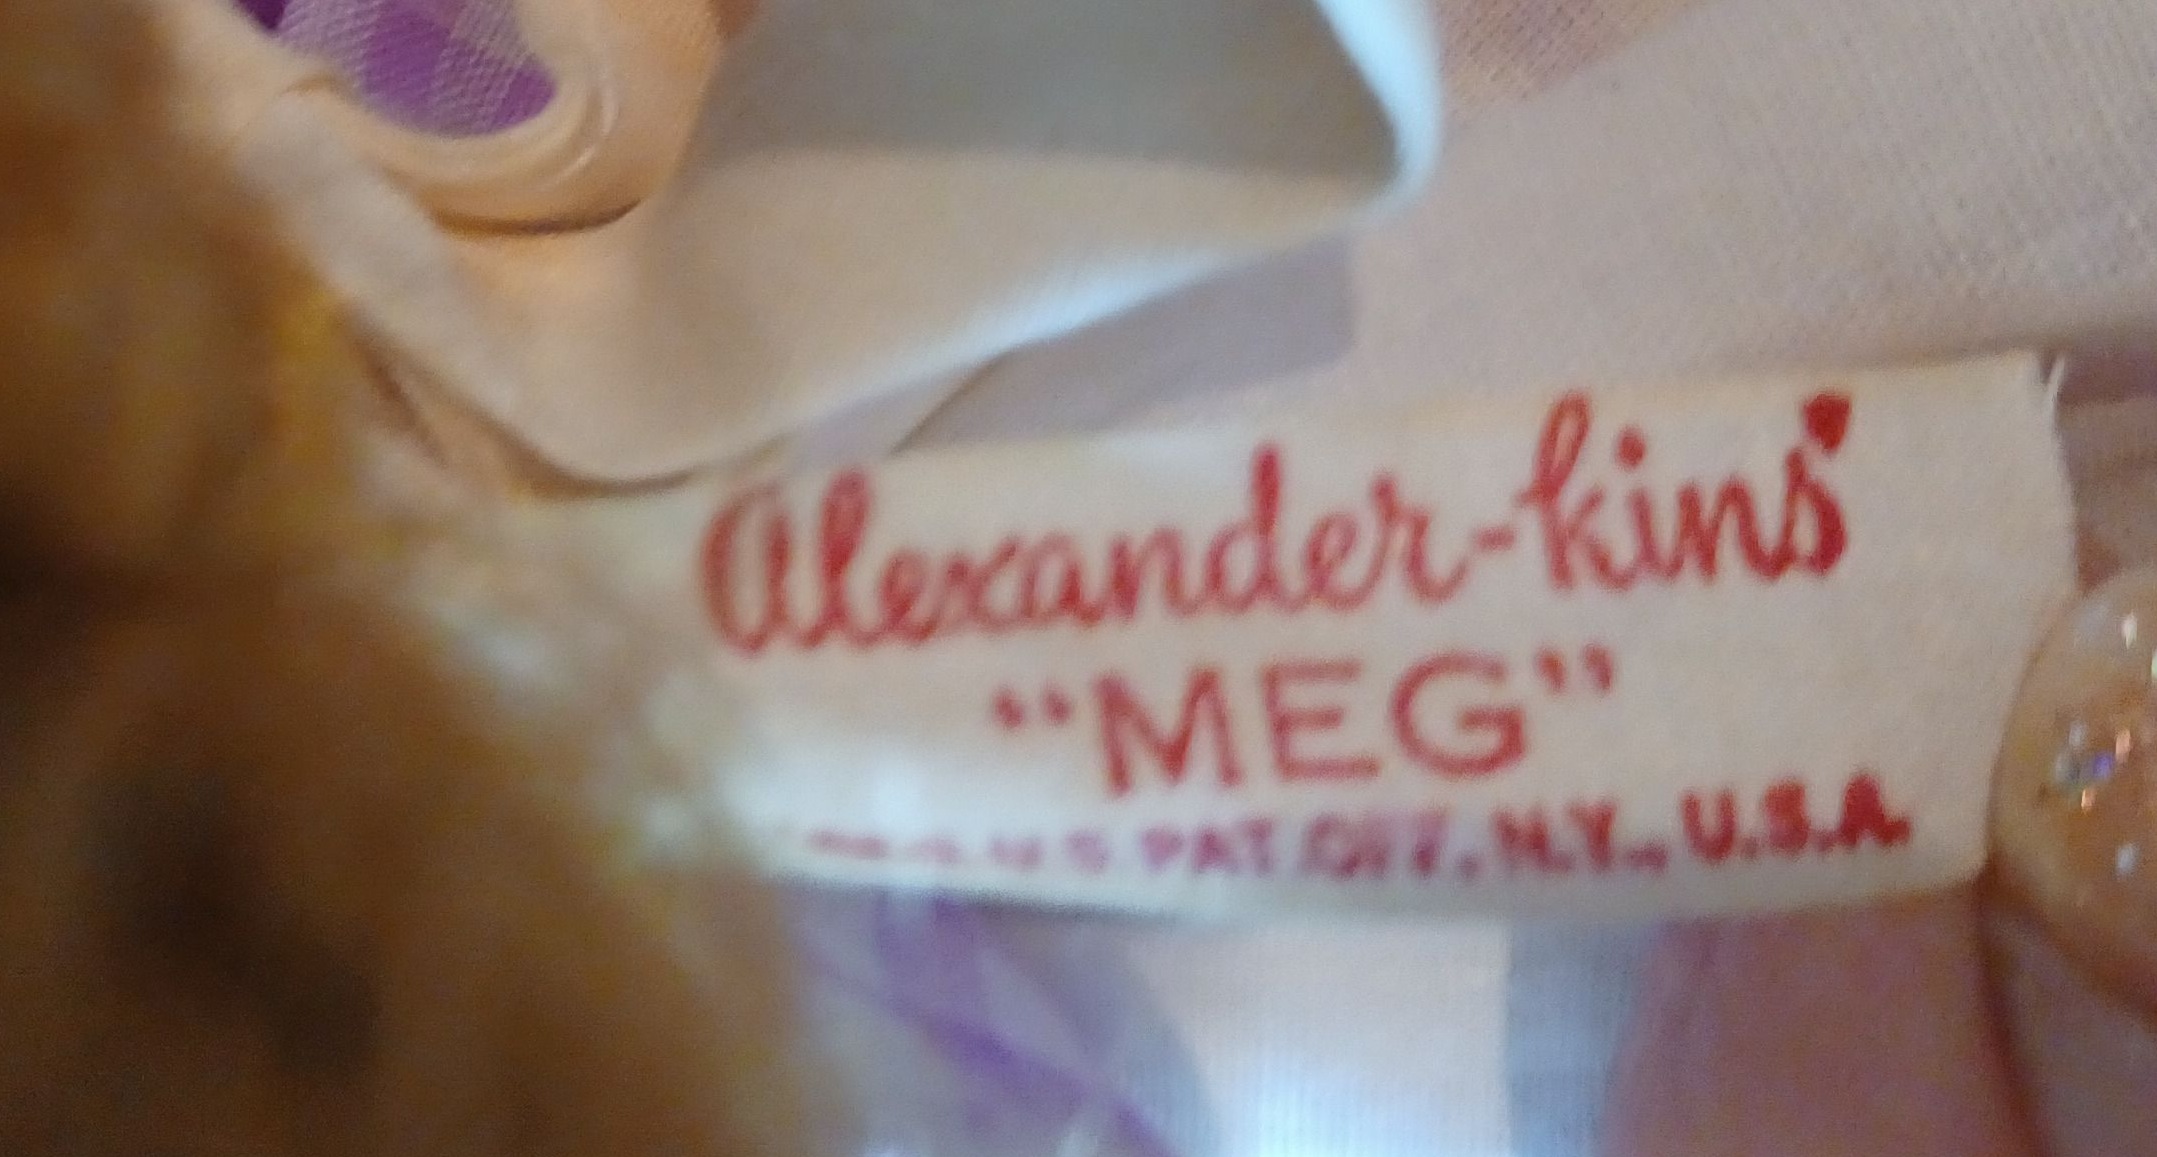 Alexander-kins
"MEG"
U S PAT. OFF. N.Y., U.S.A.